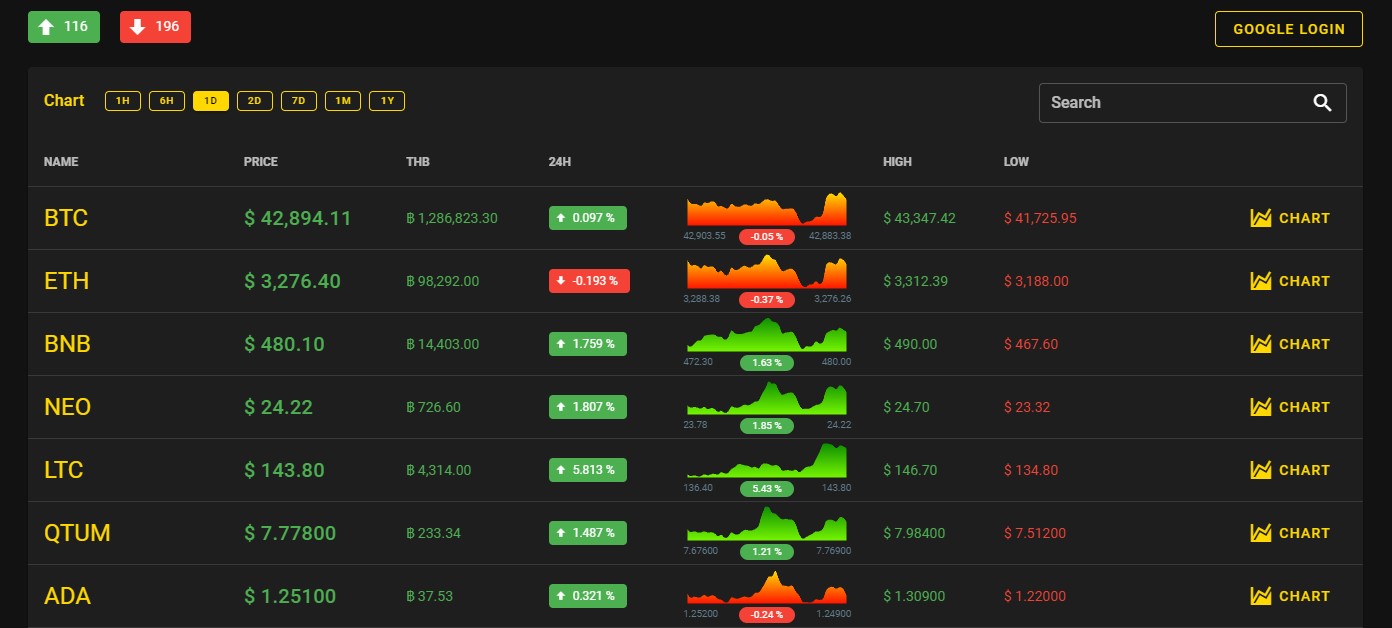 116 196 GOOGLE LOGIN
Chart 1H 6H 1D 2D 7D 1M 1Y Search
NAME PRICE THB 24H HIGH LOW
BTC $ 42,894.11 ฿ 1,286,823.30 0.097 % $ 43,347.42 $ 41,725.95 CHART
42,903.55 -0.05 % 42,883.38
ETH $ 3,276.40 ฿ 98,292.00 -0.193 % $ 3,312.39 $ 3,188.00 CHART
3,288.38 -0.37 % 3,276.26
BNB $ 480.10 ฿ 14,403.00 1.759 % $ 490.00 $ 467.60 CHART
472.30 1.63 % 480.00
NEO $ 24.22 ฿ 726.60 1.807 % $ 24.70 $ 23.32 CHART
23.78 1.85 % 24.22
LTC $ 143.80 ฿ 4,314.00 5.813 % $ 146.70 $ 134.80 CHART
136.40 5.43 % 143.80
QTUM $ 7.77800 ฿ 233.34 1.487 % $ 7.98400 $ 7.51200 CHART
7.67600 1.21 % 7.76900
ADA $ 1.25100 ฿ 37.53 0.321 % $ 1.30900 $ 1.22000 CHART
1.25200 -0.24 % 1.24900